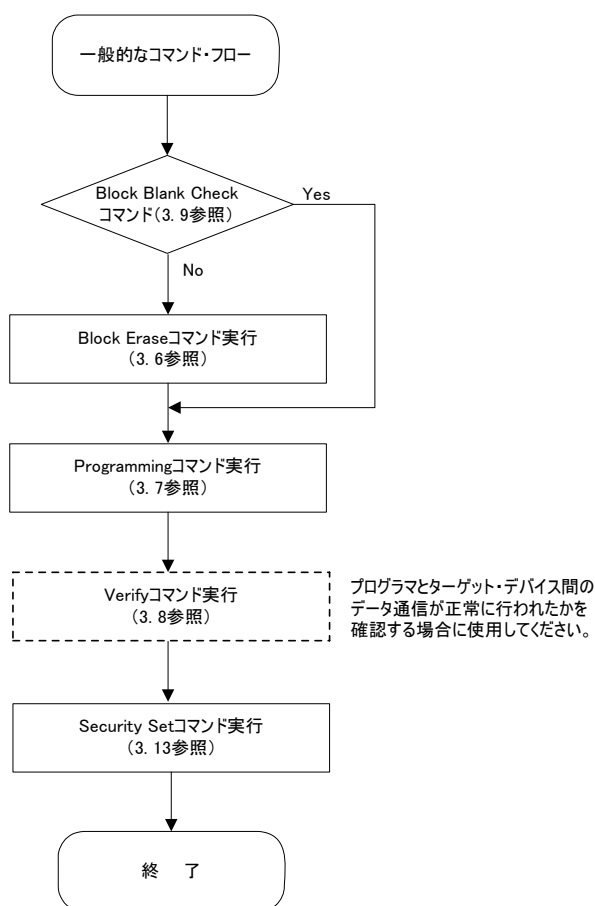 一般的なコマンド・フロー
Block Blank Check
コマンド(3. 9参照)
Yes
No
Block Eraseコマンド実行
(3. 6参照)
Programmingコマンド実行
(3. 7参照)
Verifyコマンド実行
(3. 8参照)
プログラマとターゲット・デバイス間の
データ通信が正常に行われたかを
確認する場合に使用してください。
Security Setコマンド実行
(3. 13参照)
終 了